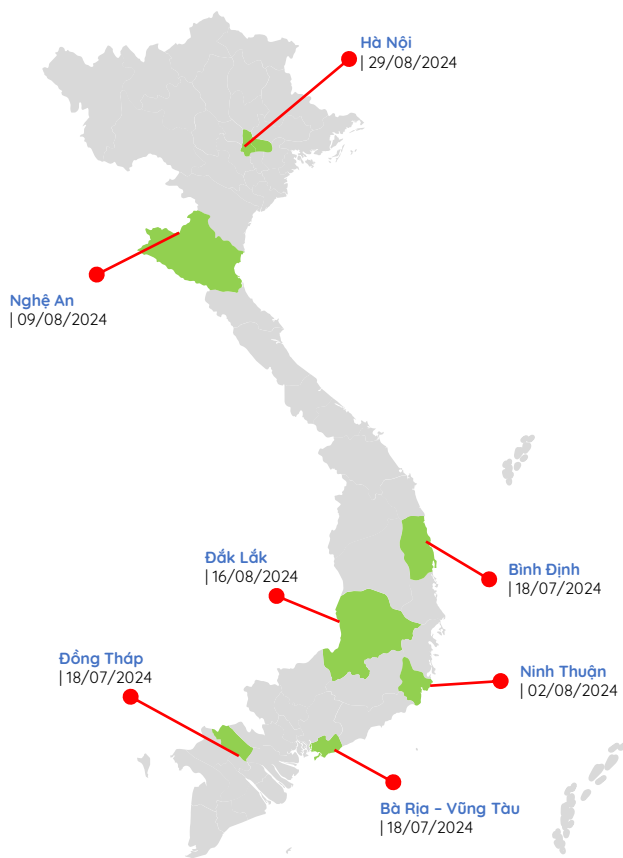 Hà Nội
| 29/08/2024
Nghệ An
| 09/08/2024
Đắk Lắk
| 16/08/2024
Bình Định
| 18/07/2024
Đồng Tháp
| 18/07/2024
Ninh Thuận
| 02/08/2024
Bà Rịa – Vũng Tàu
| 18/07/2024